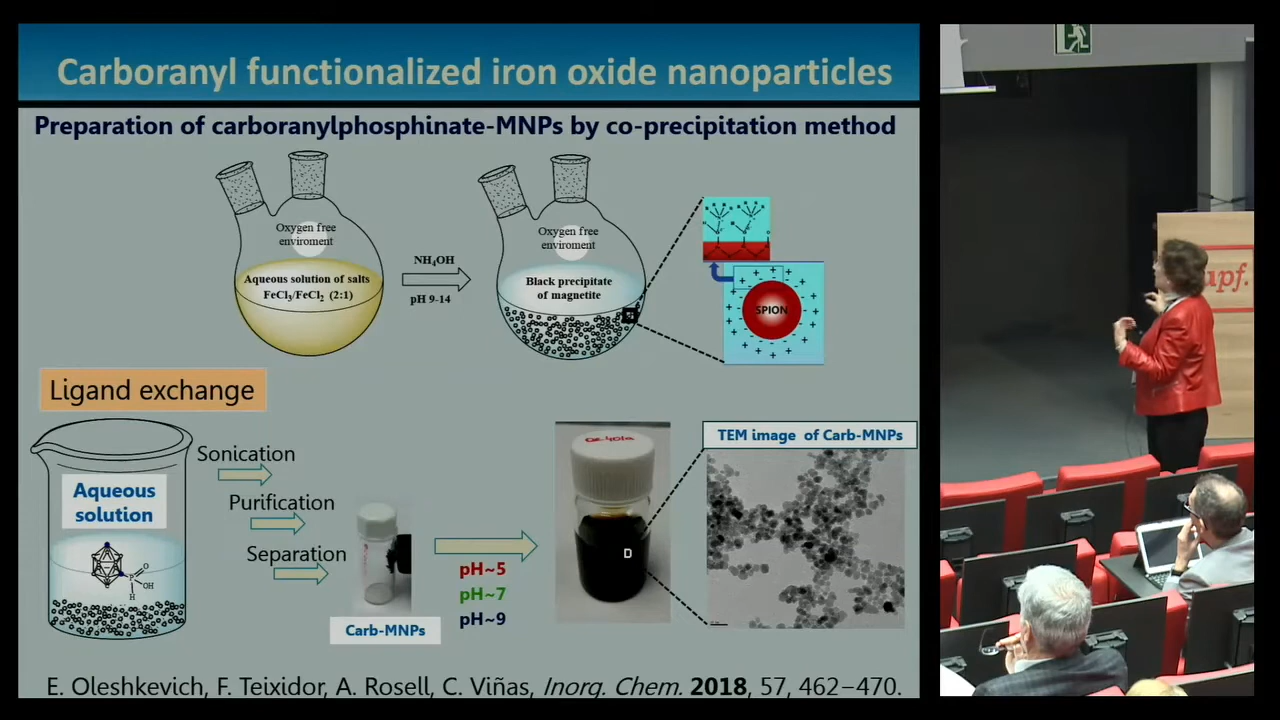 Carboranyl functionalized iron oxide nanoparticles
Preparation of carboranylphosphinate-MNPs by co-precipitation method
Oxygen free
enviroment
Aqueous solution of salts
FeCl₃/FeCl₂ (2:1)
NH₄OH
pH 9-14
Oxygen free
enviroment
Black precipitate
of magnetite
SPION
Ligand exchange
Aqueous
solution
P
O
OH
H
Sonication
Purification
Separation
Carb-MNPs
pH~5
pH~7
pH~9
D
TEM image of Carb-MNPs
E. Oleshkevich, F. Teixidor, A. Rosell, C. Viñas, Inorg. Chem. 2018, 57, 462–470.
upf.